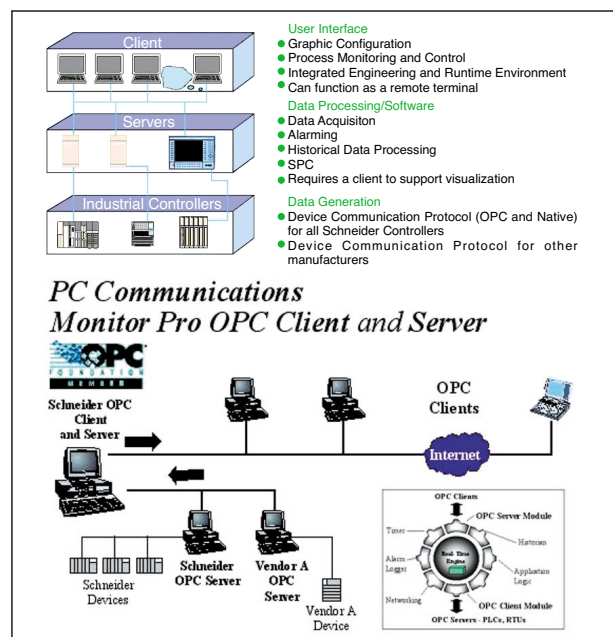 Client
User Interface
Graphic Configuration
Process Monitoring and Control
Integrated Engineering and Runtime Environment
Can function as a remote terminal
Servers
Data Processing/Software
Data Acquisiton
Alarming
Historical Data Processing
SPC
Requires a client to support visualization
Industrial Controllers
Data Generation
Device Communication Protocol (OPC and Native)
for all Schneider Controllers
Device Communication Protocol for other
manufacturers
PC Communications
Monitor Pro OPC Client and Server
OPC
FOUNDATION
MEMBER
Schneider OPC
Client
and Server
OPC
Clients
Internet
Schneider
Devices
Schneider
OPC Server
Vendor A
OPC
Server
Vendor A
Device
OPC Clients
OPC Server Module
Timer
Historian
Real-Time
Engine
Alarm
Logger
Application
Logic
Networking
OPC Client Module
OPC Servers - PLCs, RTUs